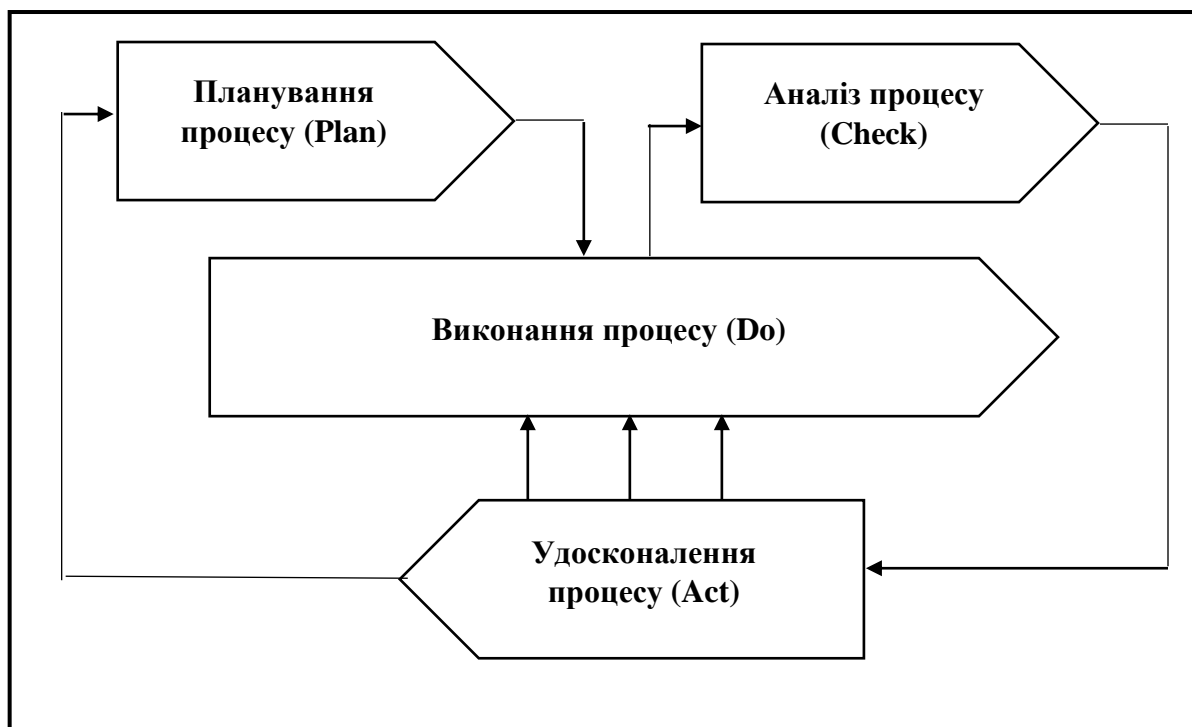 Планування
процесу (Plan)
Аналіз процесу
(Check)
Виконання процесу (Do)
Удосконалення
процесу (Act)